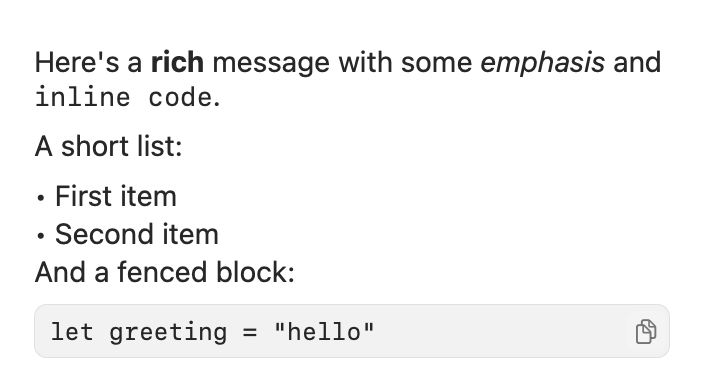 Here's a rich message with some emphasis and
inline code.
A short list:
• First item
• Second item
And a fenced block:
let greeting = "hello"